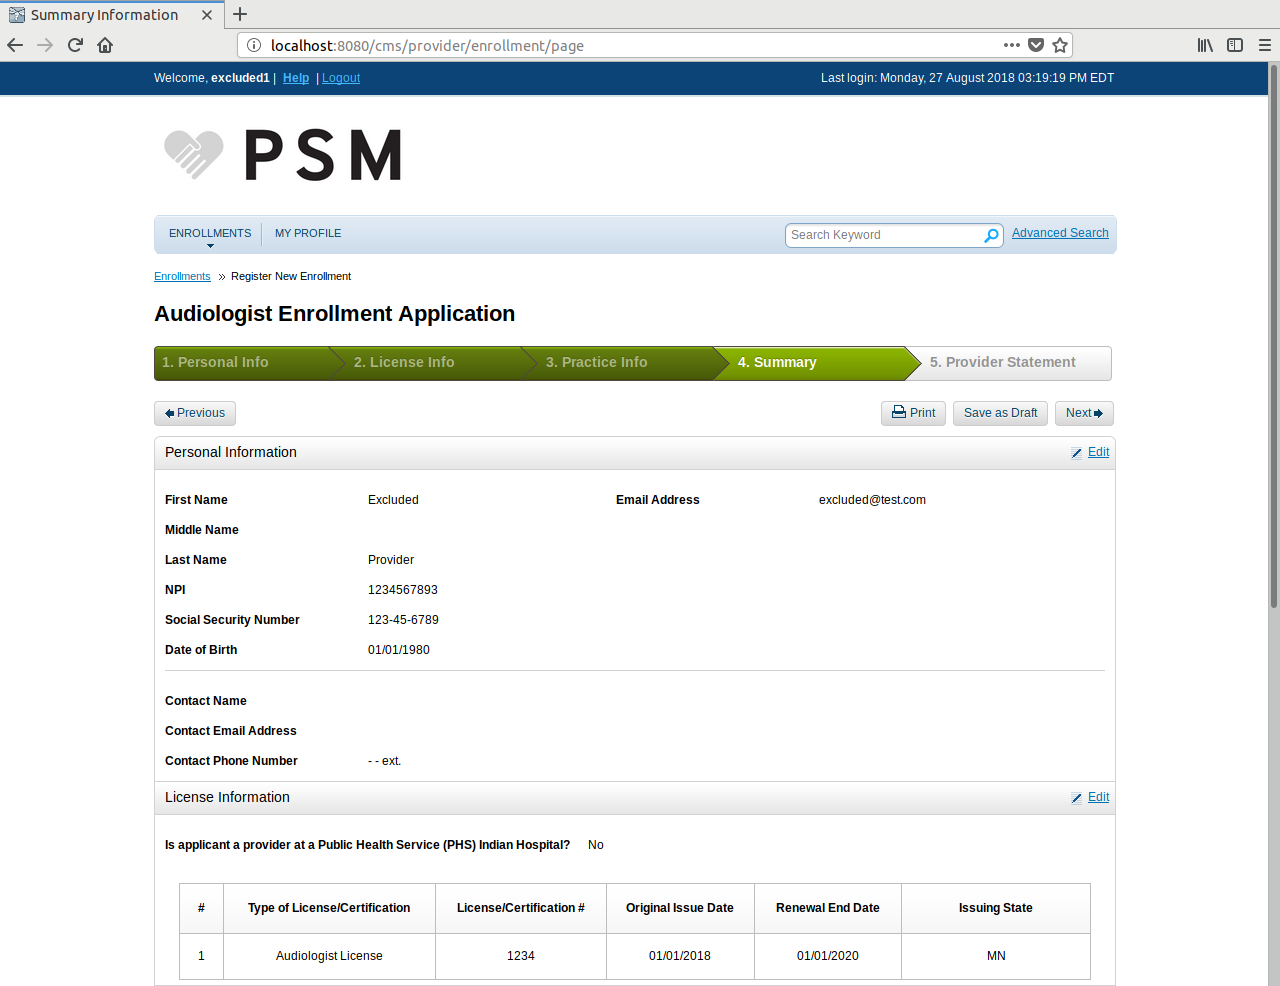 Summary Information
localhost:8080/cms/provider/enrollment/page
Welcome, excluded1 | Help | Logout Last login: Monday, 27 August 2018 03:19:19 PM EDT
PSM
ENROLLMENTS MY PROFILE Search Keyword Advanced Search
Enrollments » Register New Enrollment
Audiologist Enrollment Application
1. Personal Info 2. License Info 3. Practice Info 4. Summary 5. Provider Statement
Previous Print Save as Draft Next
Personal Information Edit
First Name Excluded Email Address excluded@test.com
Middle Name
Last Name Provider
NPI 1234567893
Social Security Number 123-45-6789
Date of Birth 01/01/1980
Contact Name
Contact Email Address
Contact Phone Number - - ext.
License Information Edit
Is applicant a provider at a Public Health Service (PHS) Indian Hospital? No
# Type of License/Certification License/Certification # Original Issue Date Renewal End Date Issuing State
1 Audiologist License 1234 01/01/2018 01/01/2020 MN